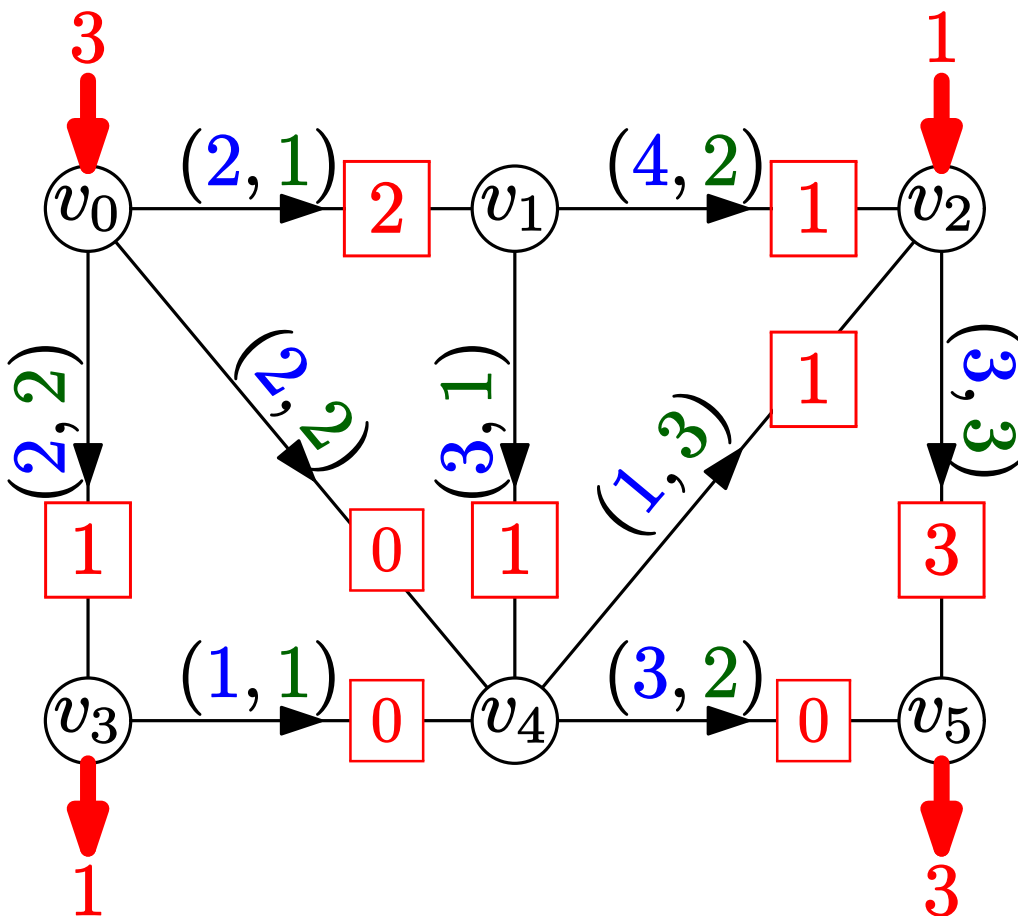 3 1
(2, 1) (4, 2)
v0 2 v1 1 v2
(2, 2) (2, 2) (3, 1) (1, 3) 1 (3, 3)
1 0 1 3
(1, 1) (3, 2)
v3 0 v4 0 v5
1 3